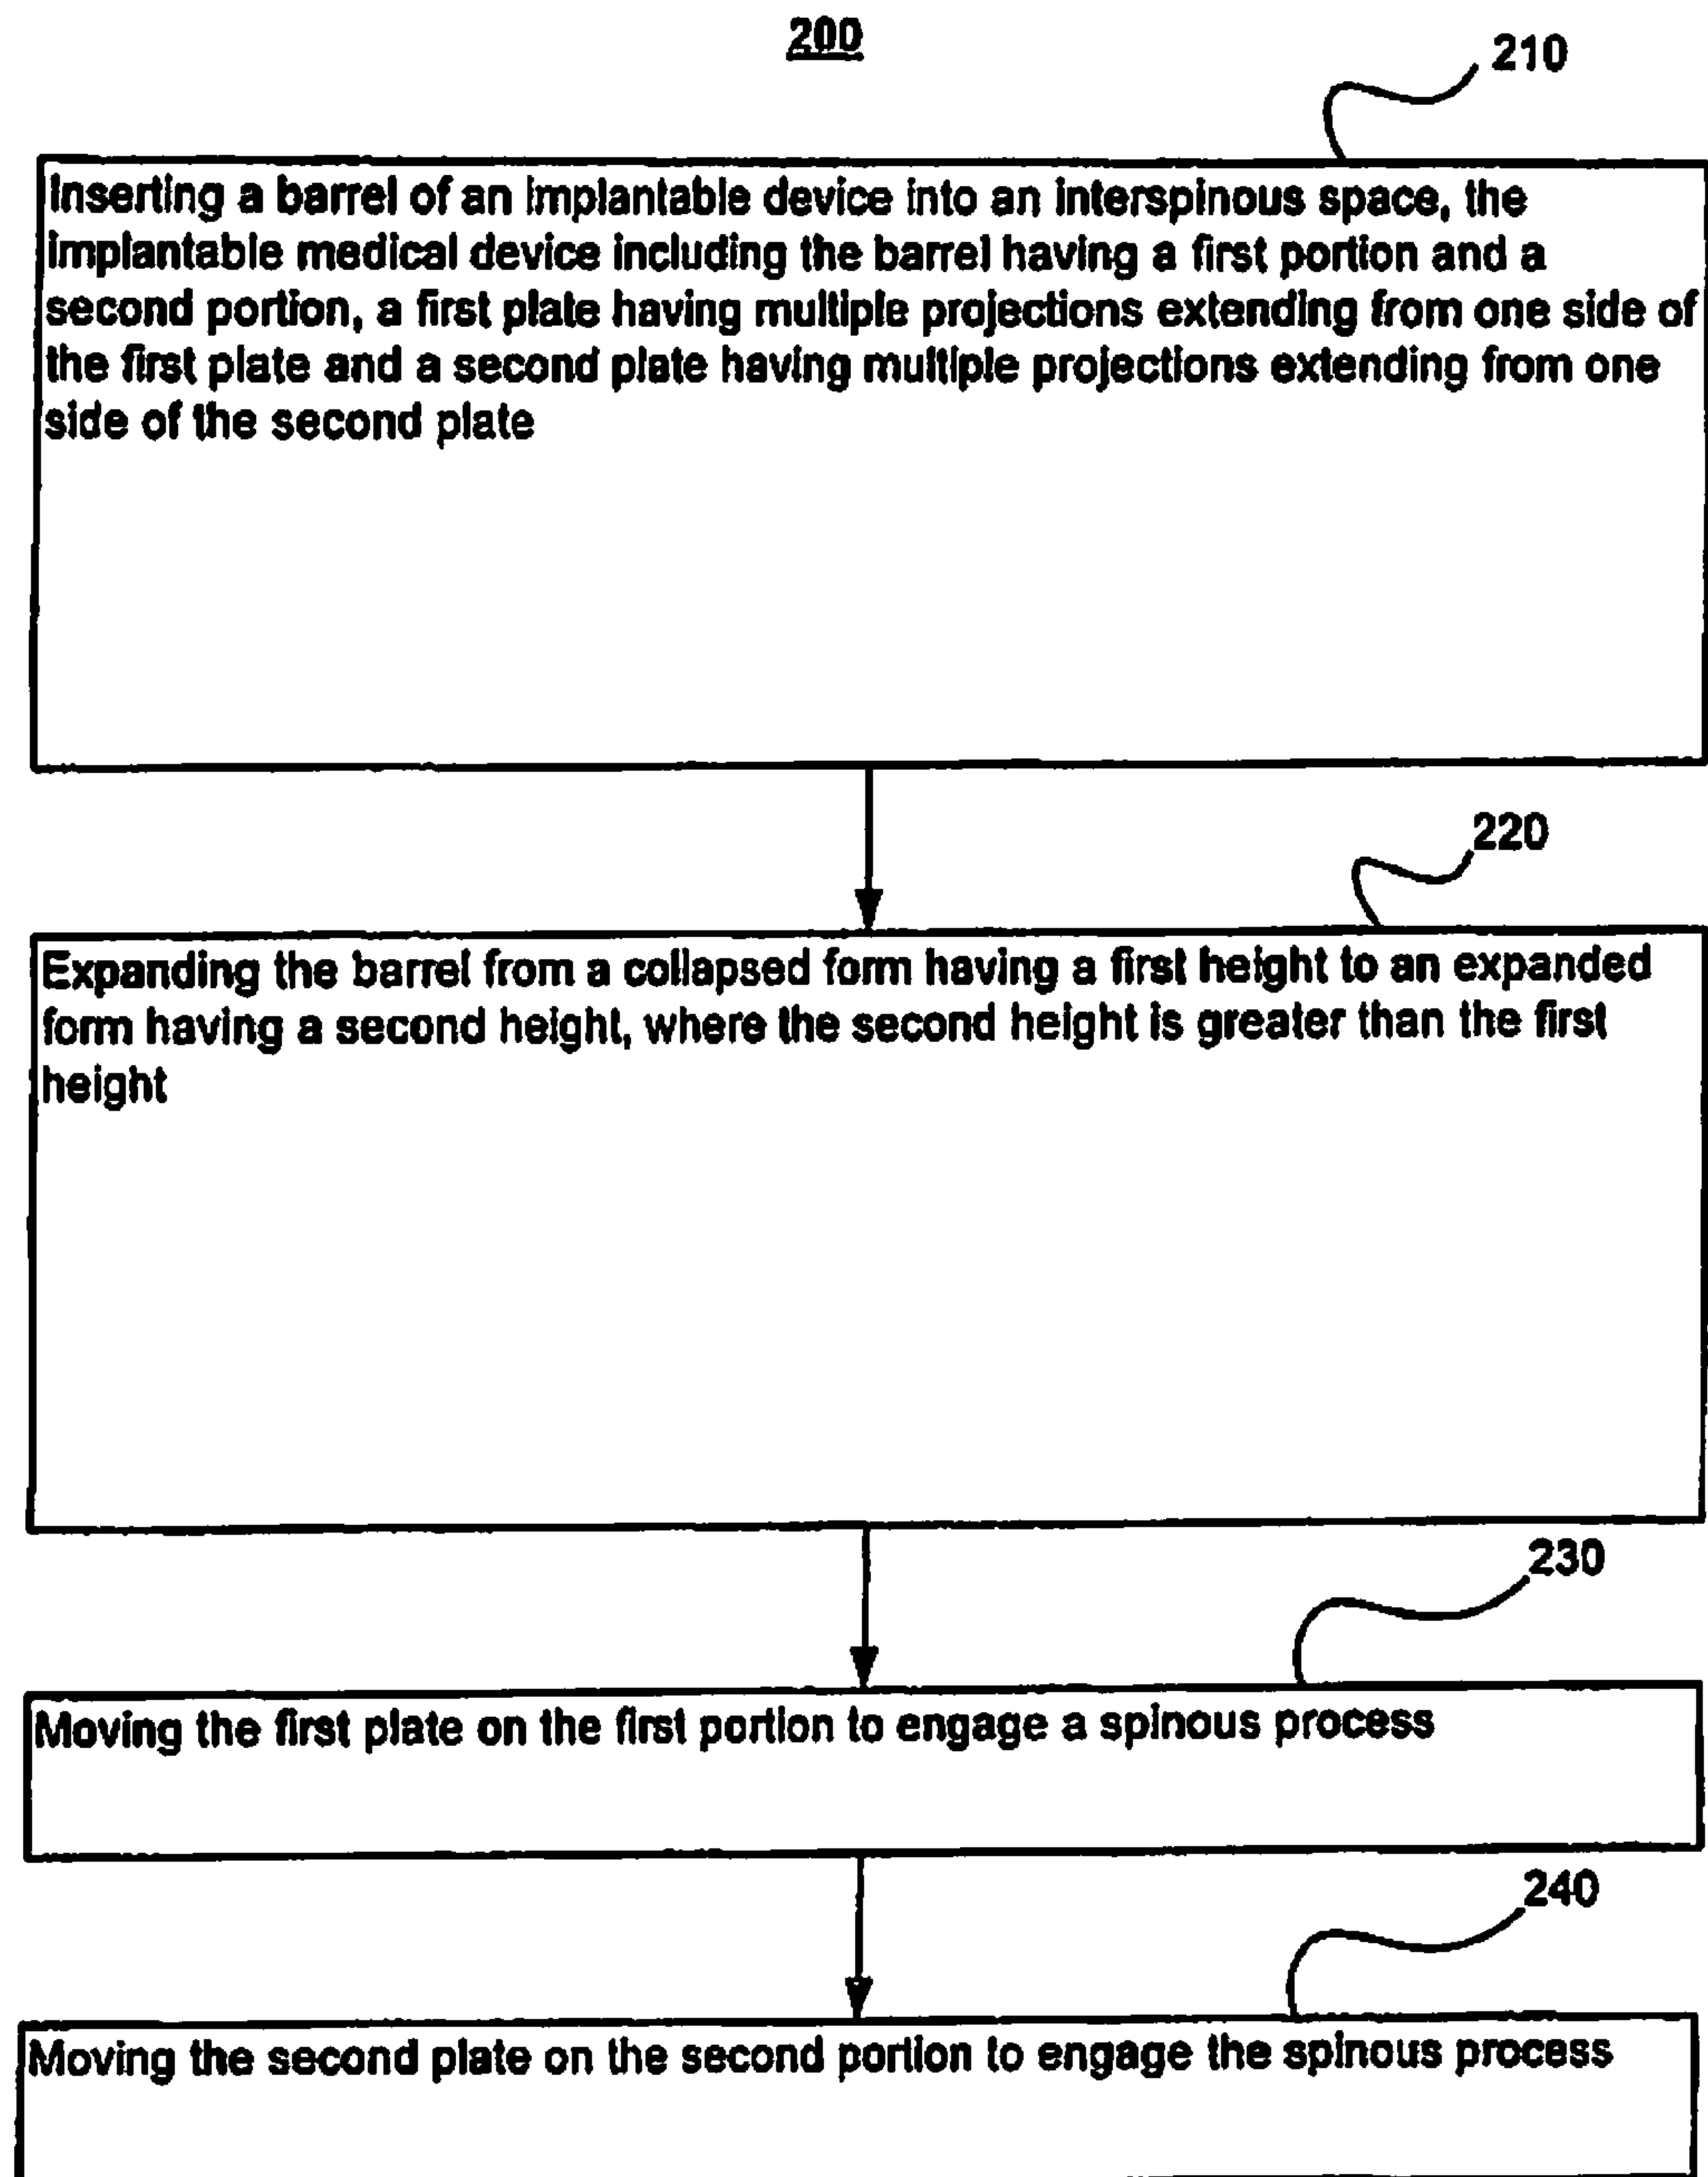 200
210
Inserting a barrel of an implantable device into an interspinous space, the
implantable medical device including the barrel having a first portion and a
second portion, a first plate having multiple projections extending from one side of
the first plate and a second plate having multiple projections extending from one
side of the second plate
220
Expanding the barrel from a collapsed form having a first height to an expanded
form having a second height, where the second height is greater than the first
height
230
Moving the first plate on the first portion to engage a spinous process
240
Moving the second plate on the second portion to engage the spinous process